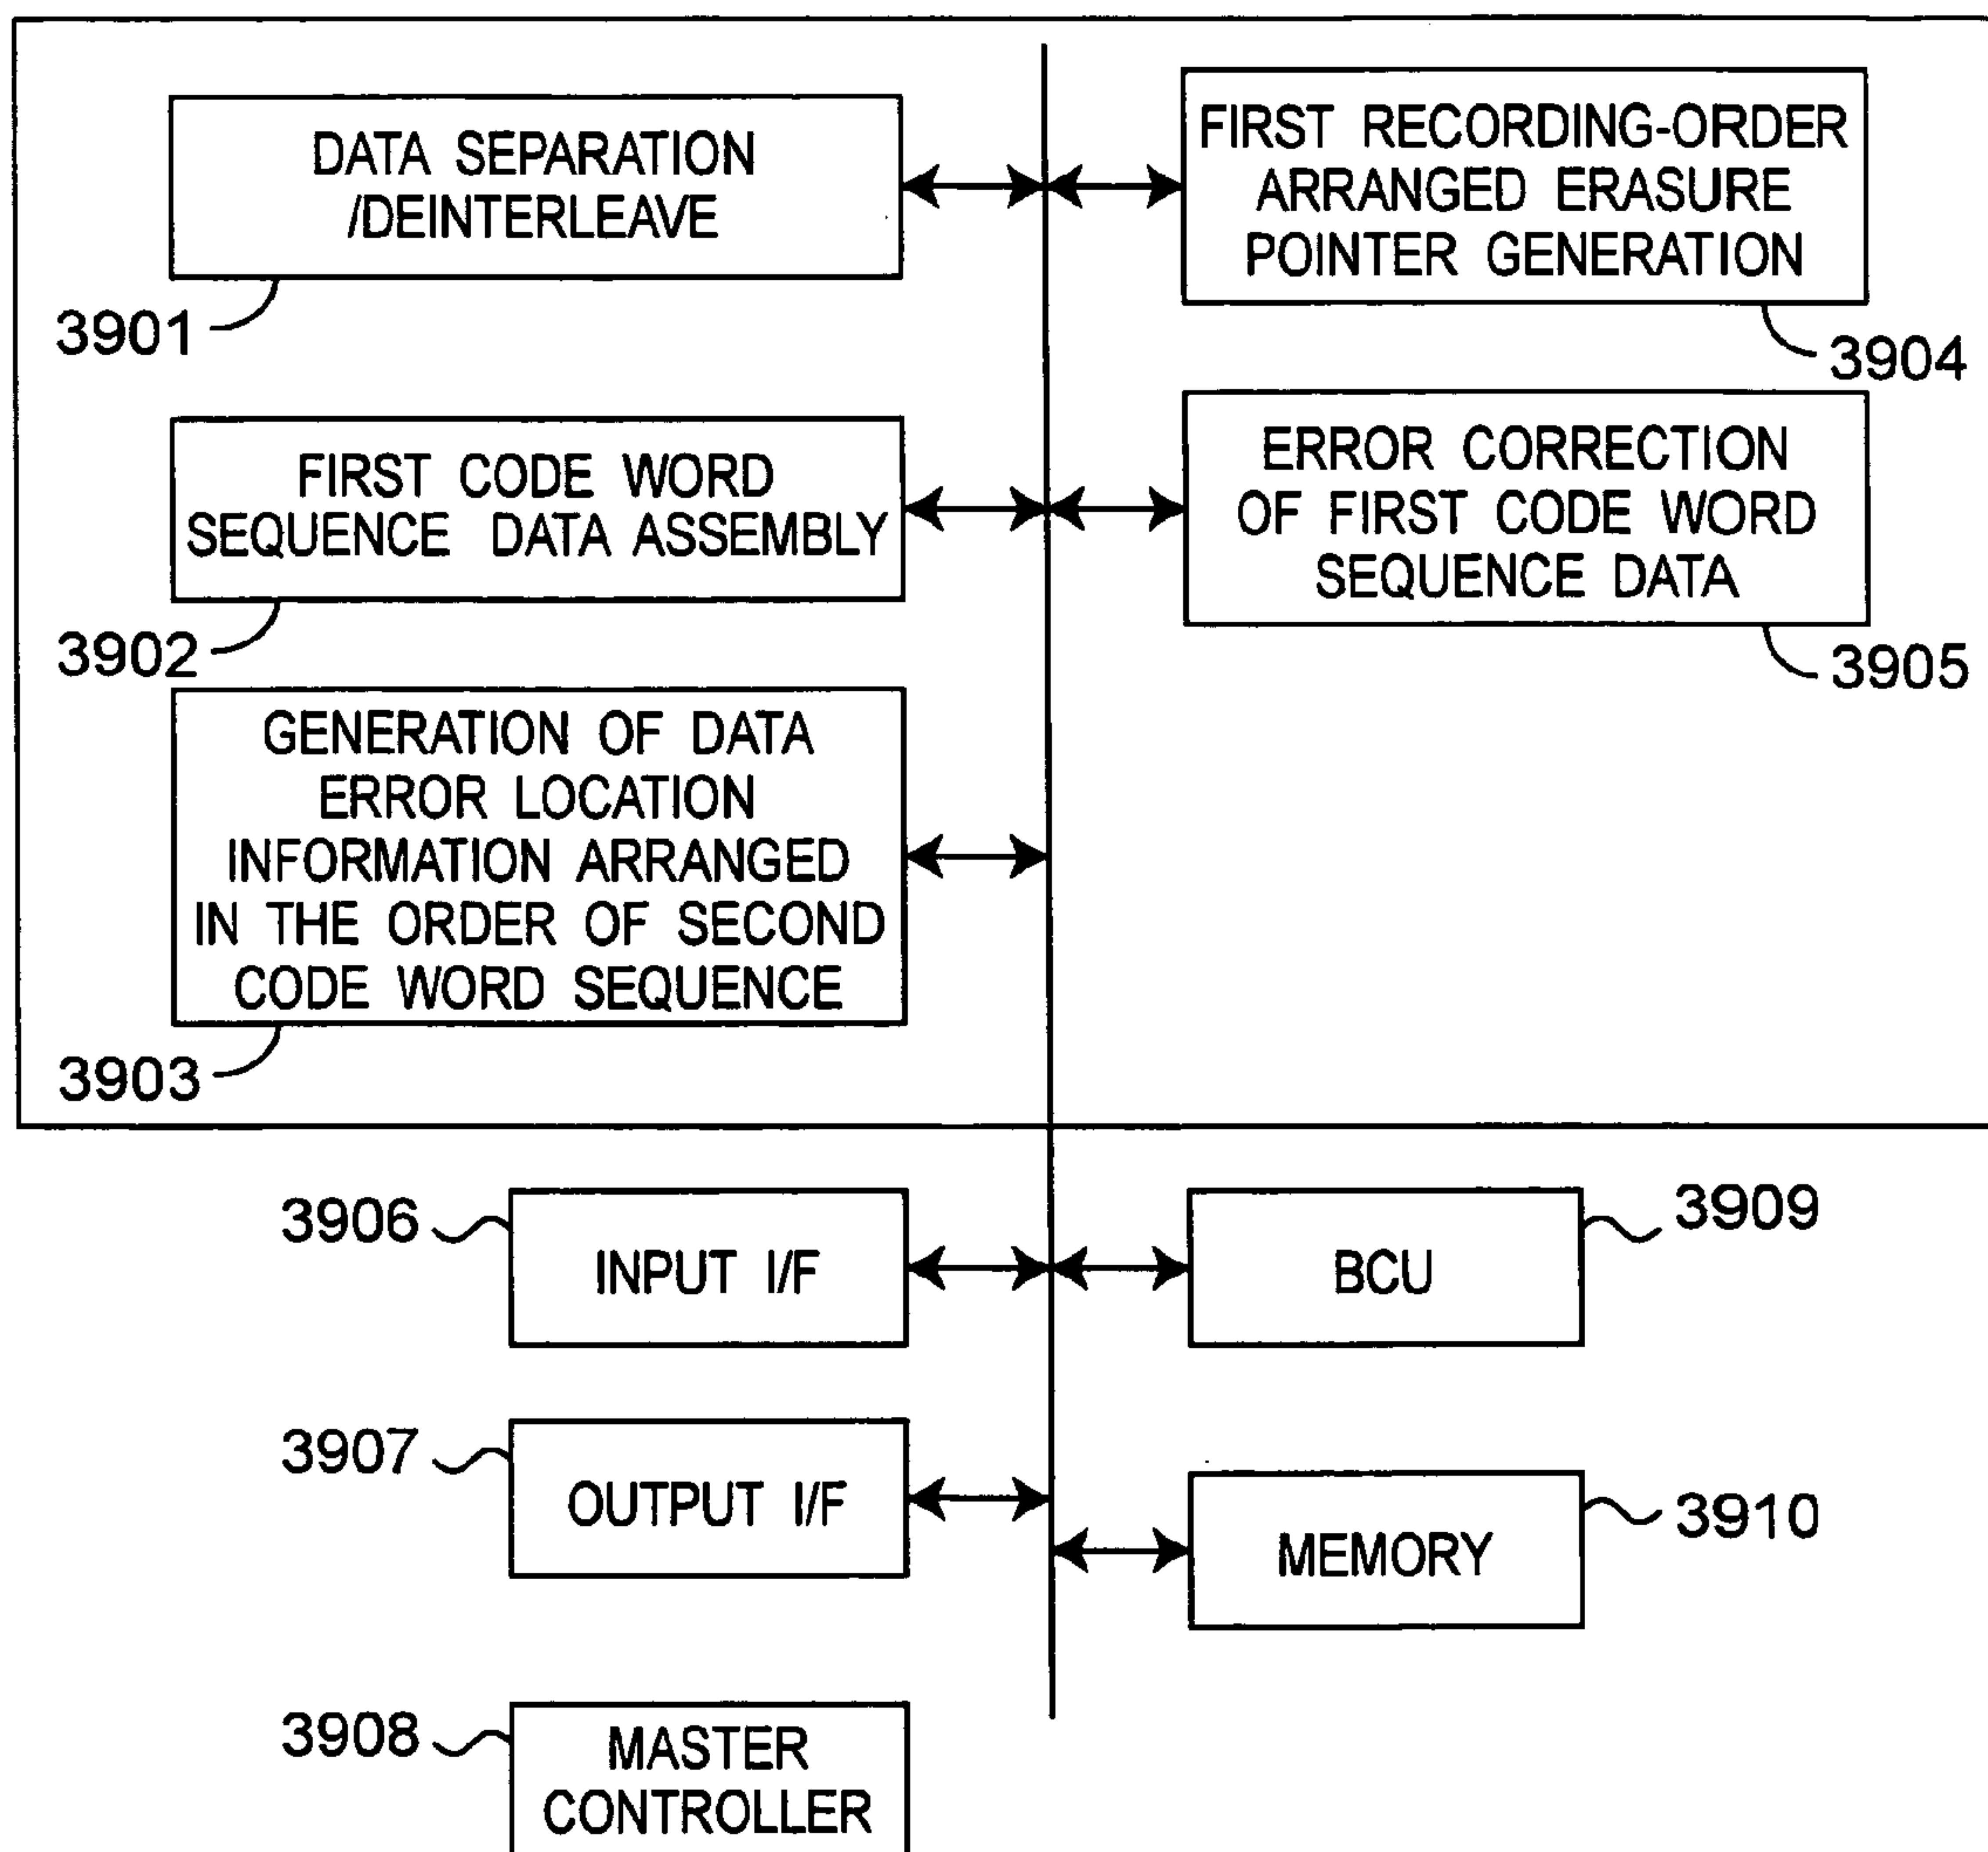 DATA SEPARATION
/DEINTERLEAVE
3901
FIRST RECORDING-ORDER
ARRANGED ERASURE
POINTER GENERATION
3904
FIRST CODE WORD
SEQUENCE DATA ASSEMBLY
3902
ERROR CORRECTION
OF FIRST CODE WORD
SEQUENCE DATA
3905
GENERATION OF DATA
ERROR LOCATION
INFORMATION ARRANGED
IN THE ORDER OF SECOND
CODE WORD SEQUENCE
3903
3906
INPUT I/F
BCU
3909
3907
OUTPUT I/F
MEMORY
3910
3908
MASTER
CONTROLLER